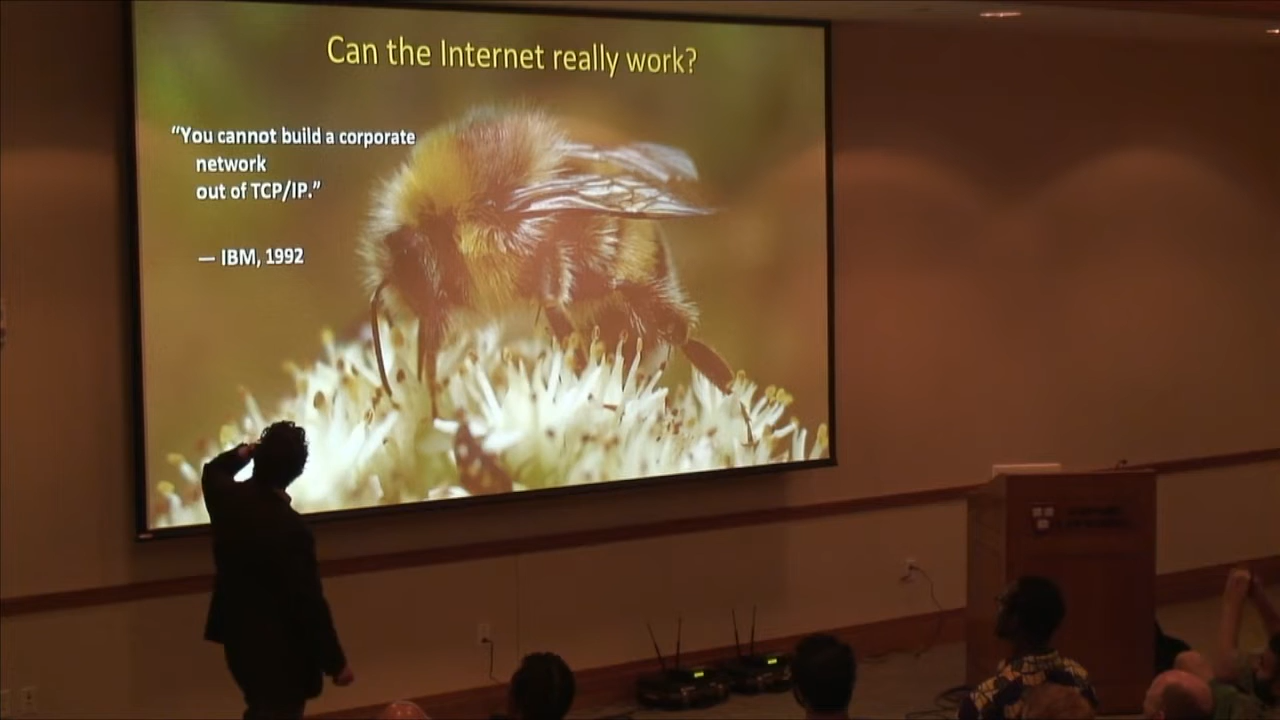 Can the Internet really work?
“You cannot build a corporate
network
out of TCP/IP.”
— IBM, 1992